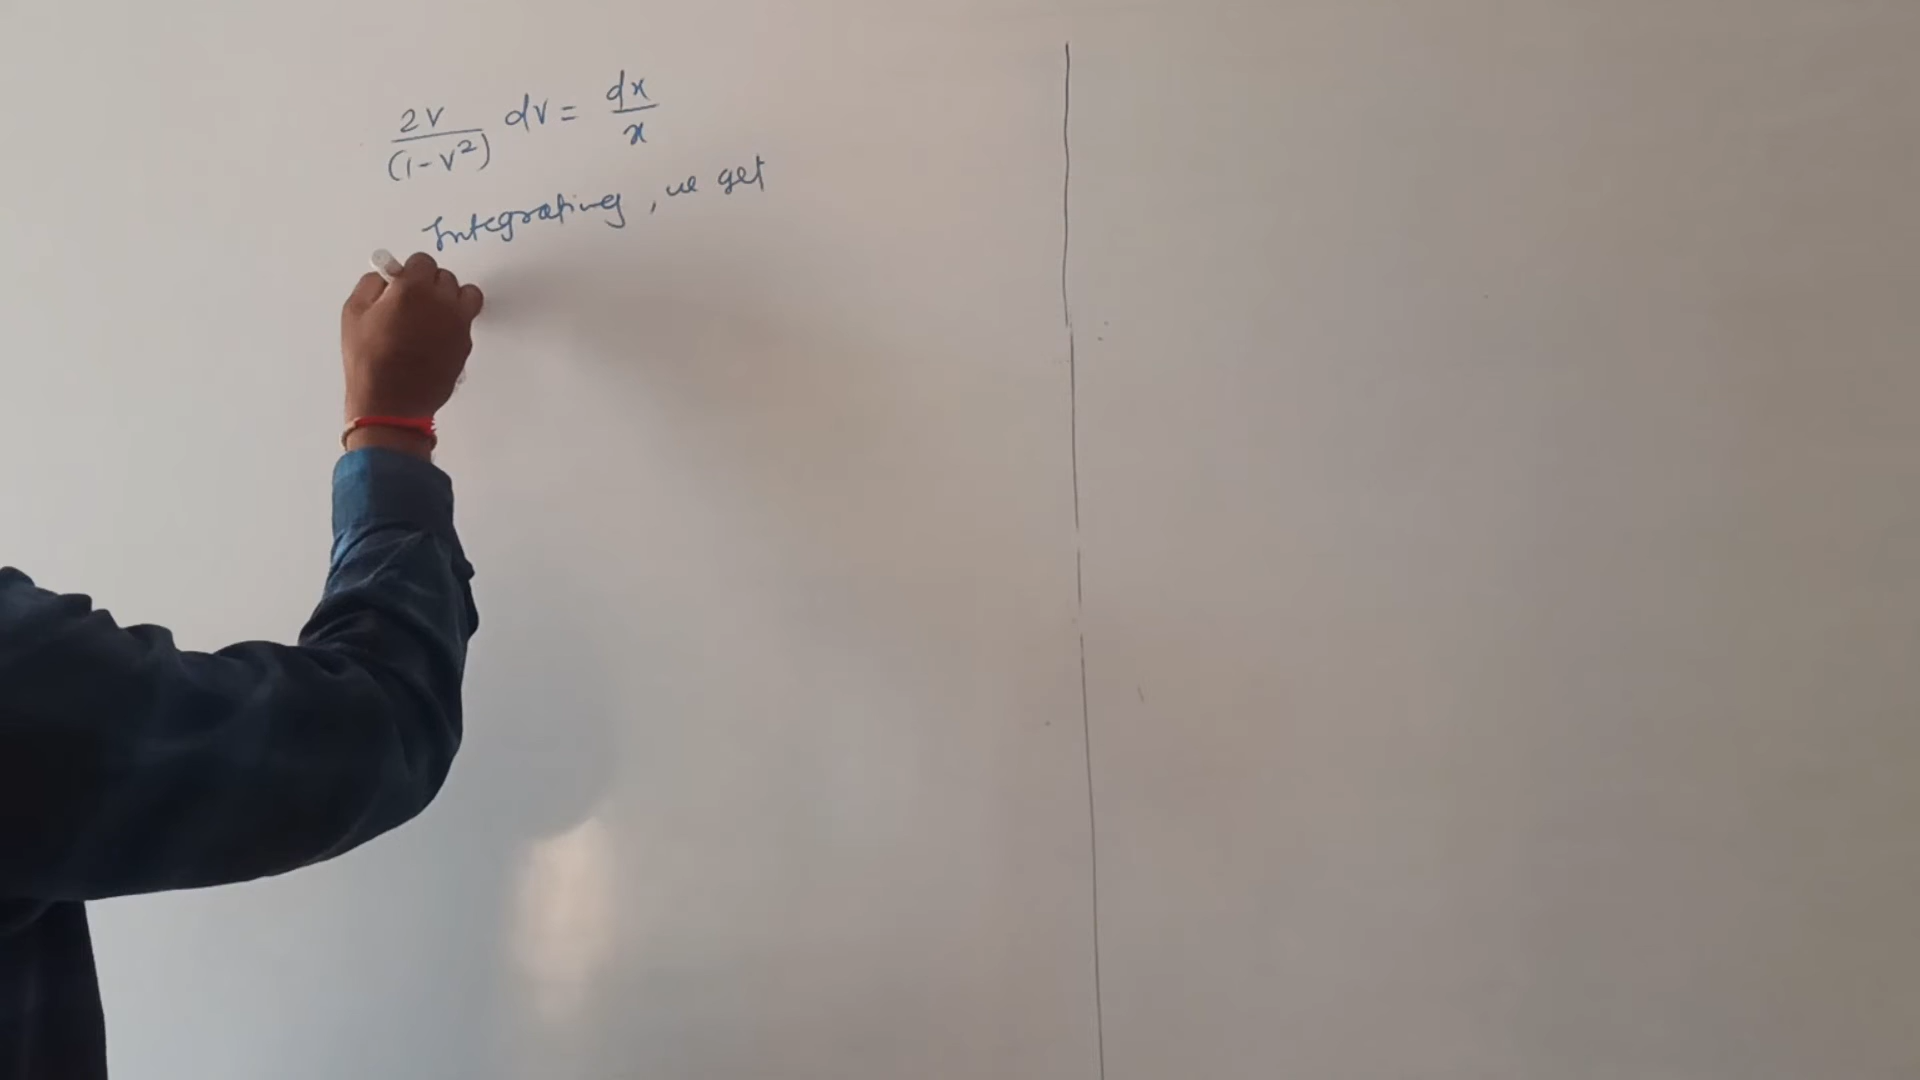 2v/(1-v²) dv = dx/x
Integrating, we get